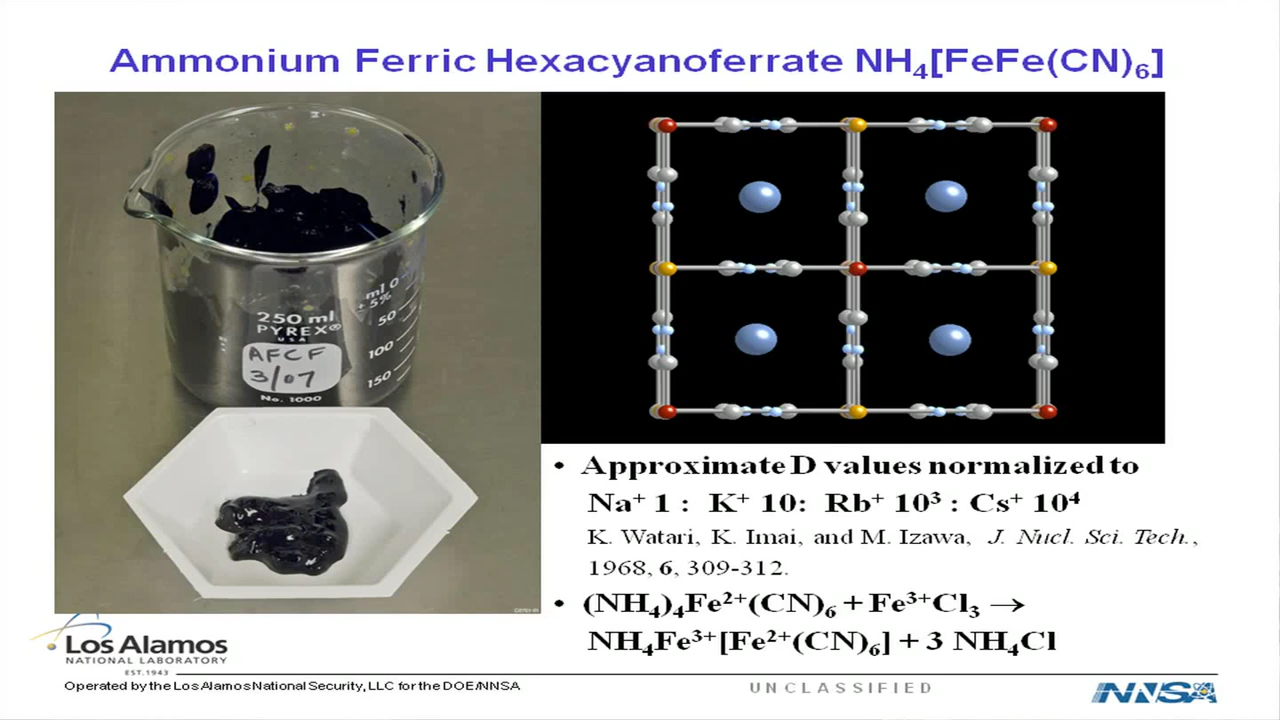 Ammonium Ferric Hexacyanoferrate NH₄[FeFe(CN)₆]
250 ml
PYREX®
USA
AFCF
3/07
No. 1000
ml 0
± 5%
50
100
150
• Approximate D values normalized to
Na⁺ 1 : K⁺ 10: Rb⁺ 10³ : Cs⁺ 10⁴
K. Watari, K. Imai, and M. Izawa, J. Nucl. Sci. Tech.,
1968, 6, 309-312.
• (NH₄)₄Fe²⁺(CN)₆ + Fe³⁺Cl₃ →
NH₄Fe³⁺[Fe²⁺(CN)₆] + 3 NH₄Cl
Los Alamos
NATIONAL LABORATORY
EST.1943
Operated by the Los Alamos National Security, LLC for the DOE/NNSA
UNCLASSIFIED
NNSA